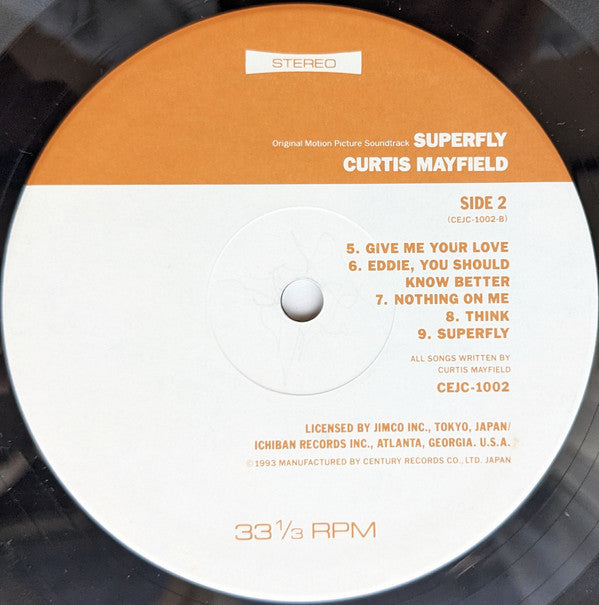 STEREO
Original Motion Picture Soundtrack SUPERFLY
CURTIS MAYFIELD
SIDE 2
(CEJC-1002-B)
5. GIVE ME YOUR LOVE
6. EDDIE, YOU SHOULD
KNOW BETTER
7. NOTHING ON ME
8. THINK
9. SUPERFLY
ALL SONGS WRITTEN BY
CURTIS MAYFIELD
CEJC-1002
LICENSED BY JIMCO INC., TOKYO, JAPAN/
ICHIBAN RECORDS INC., ATLANTA, GEORGIA. U.S.A.
©1993 MANUFACTURED BY CENTURY RECORDS CO., LTD. JAPAN
33 1/3 RPM